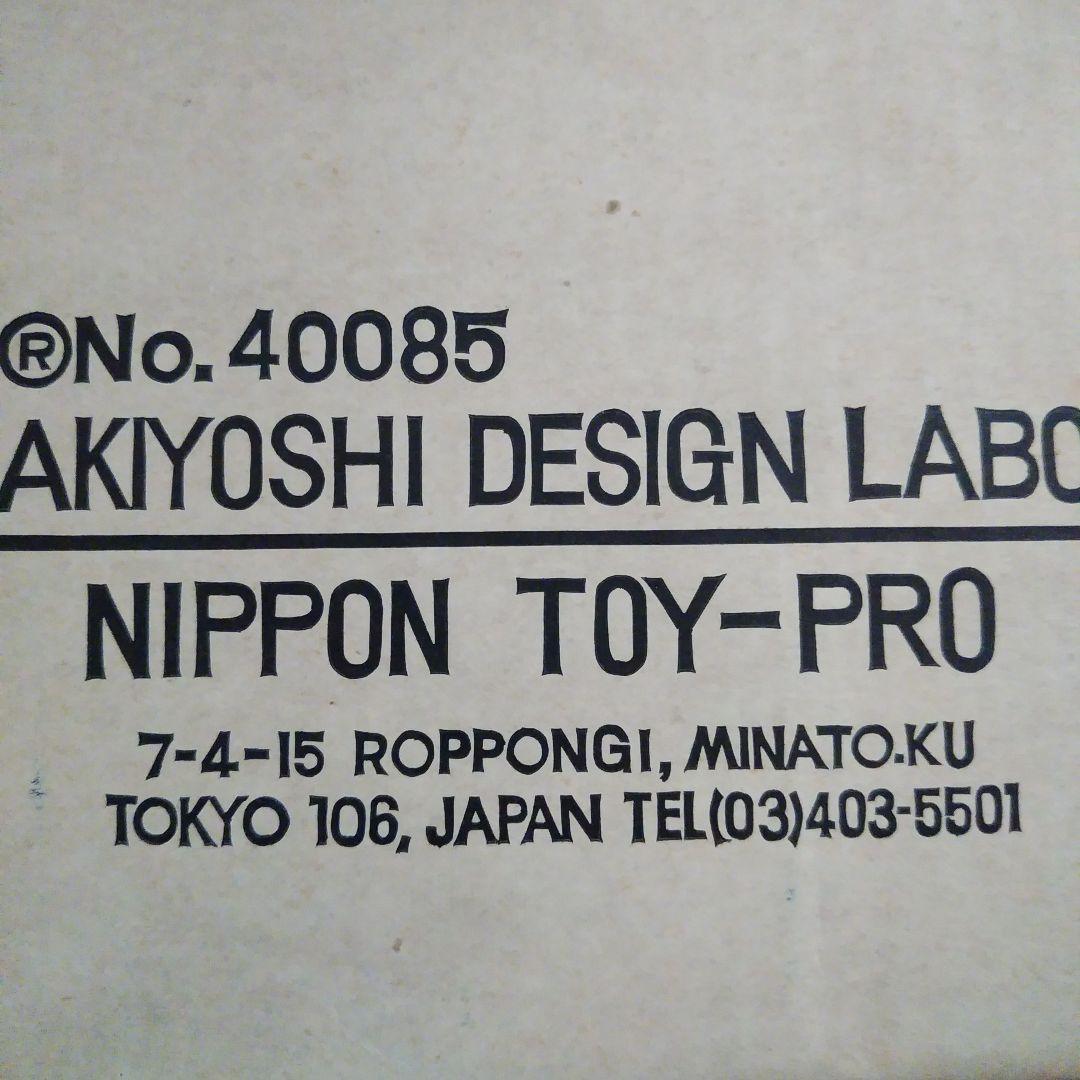 ®No. 40085
AKIYOSHI DESIGN LABO
NIPPON TOY-PRO
7-4-15 ROPPONGI, MINATO.KU
TOKYO 106, JAPAN TEL(03)403-5501